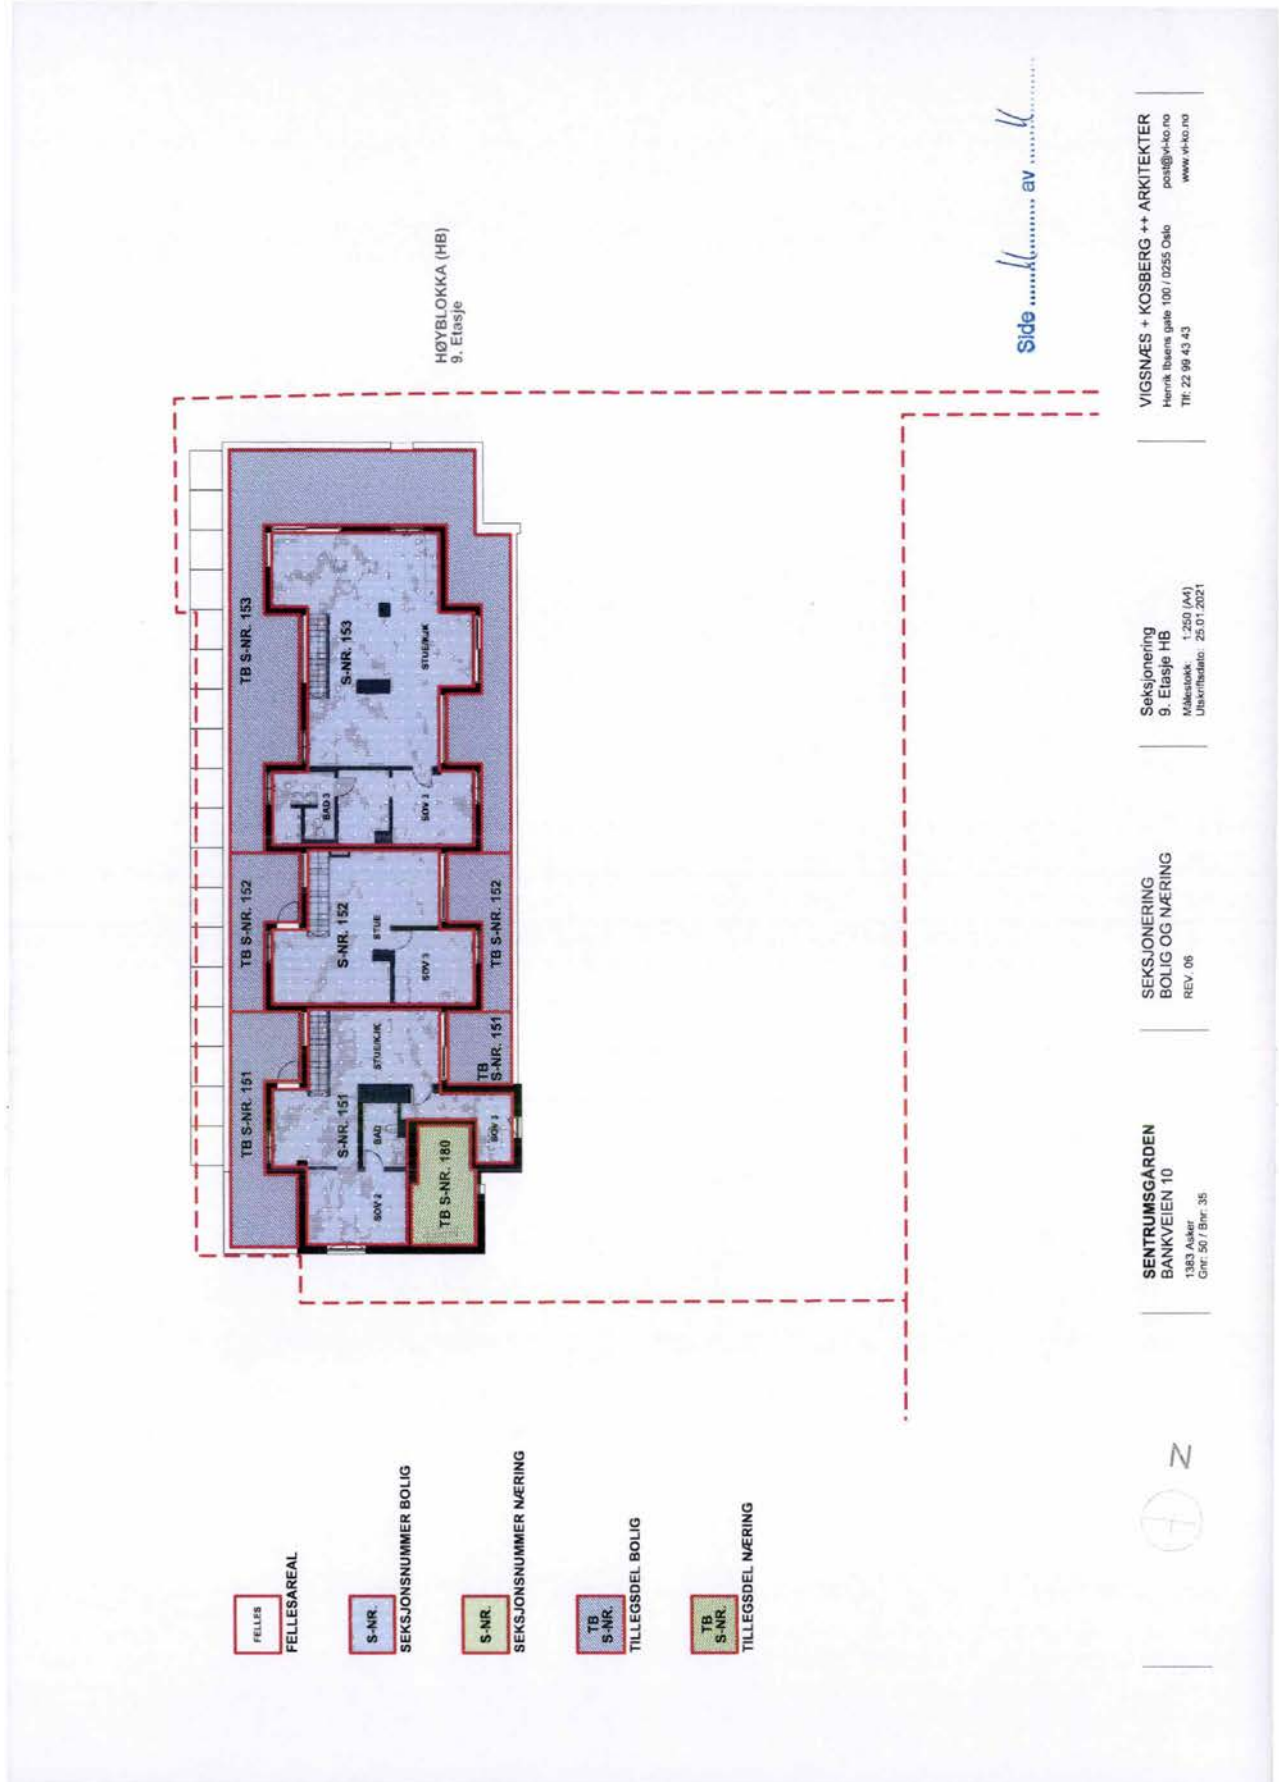 HØYBLOKKA (HB)
9. Etasje
TB S-NR. 151
TB S-NR. 152
TB S-NR. 153
S-NR. 151
S-NR. 152
S-NR. 153
SOV 2
BAD
STUE/KJK
STUE
SOV 3
BAD 3
SOV 2
STUE/KJK
TB S-NR. 180
SOV 3
TB
S-NR. 151
TB S-NR. 152
FELLES
FELLESAREAL
S-NR.
SEKSJONSNUMMER BOLIG
S-NR.
SEKSJONSNUMMER NÆRING
TB
S-NR.
TILLEGSDEL BOLIG
TB
S-NR.
TILLEGSDEL NÆRING
Side ........ av ........
N
SENTRUMSGÅRDEN
BANKVEIEN 10
1383 Asker
Gnr: 50 / Bnr: 35
SEKSJONERING
BOLIG OG NÆRING
REV. 06
Seksjonering
9. Etasje HB
Målestokk: 1:250 (A4)
Utskriftsdato: 25.01.2021
VIGSNÆS + KOSBERG ++ ARKITEKTER
Henrik Ibsens gate 100 / 0255 Oslo post@vi-ko.no
Tlf: 22 99 43 43 www.vi-ko.no